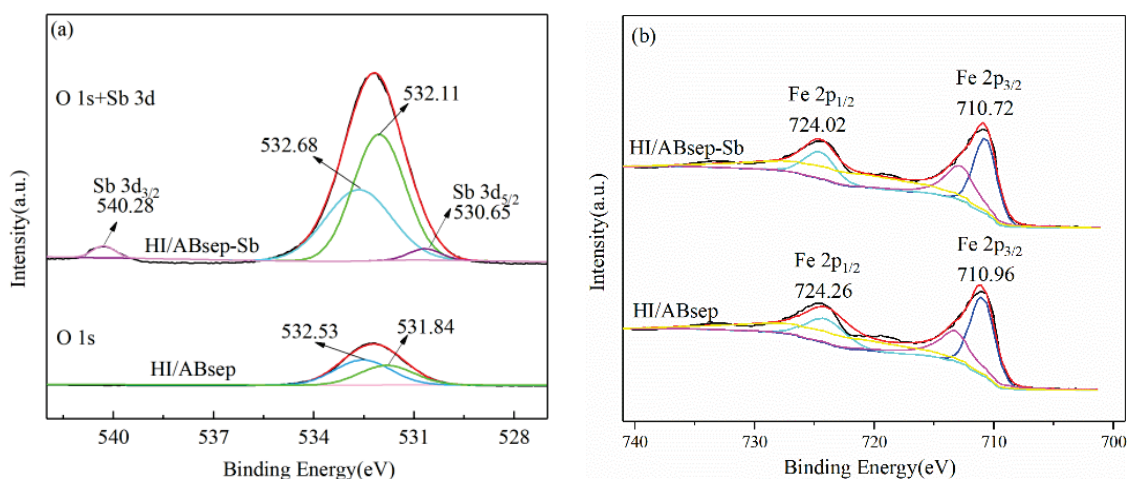 (a)
O 1s+Sb 3d
532.11
532.68
Sb 3d3/2
540.28
Sb 3d5/2
530.65
HI/ABsep-Sb
O 1s
532.53
531.84
HI/ABsep
540 537 534 531 528
Binding Energy(eV)
Intensity(a.u.)
(b)
Fe 2p3/2
710.72
Fe 2p1/2
724.02
HI/ABsep-Sb
Fe 2p3/2
710.96
Fe 2p1/2
724.26
HI/ABsep
740 730 720 710 700
Binding Energy(eV)
Intensity(a.u.)